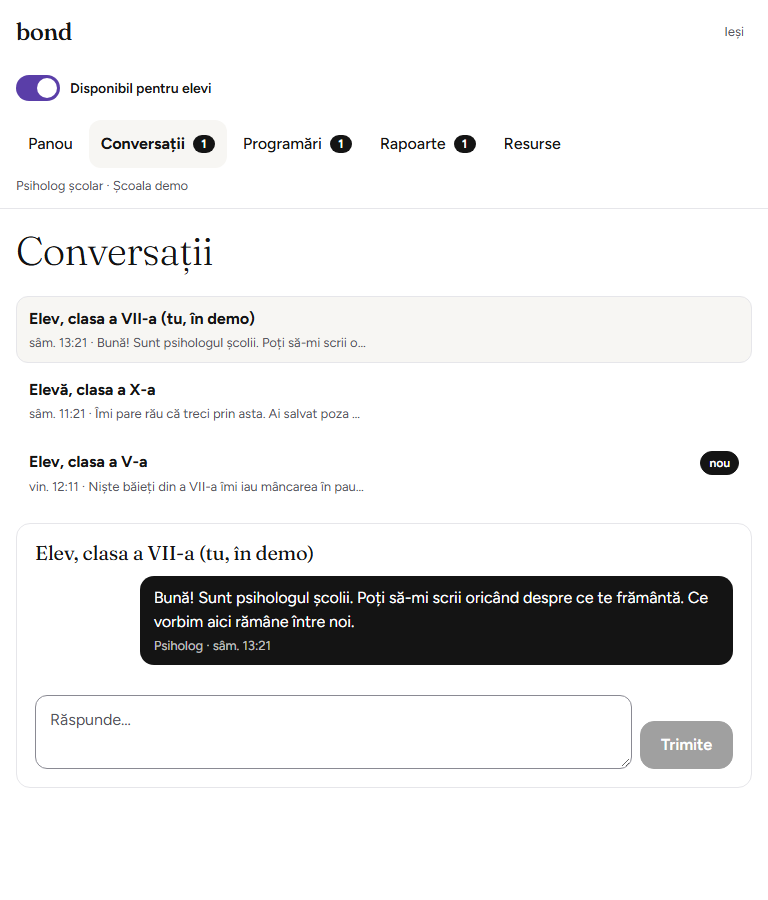 bond
Ieși
Disponibil pentru elevi
Panou
Conversații 1
Programări 1
Rapoarte 1
Resurse
Psiholog școlar · Școala demo
Conversații
Elev, clasa a VII-a (tu, în demo)
sâm. 13:21 · Bună! Sunt psihologul școlii. Poți să-mi scrii o...
Elevă, clasa a X-a
sâm. 11:21 · Îmi pare rău că treci prin asta. Ai salvat poza ...
Elev, clasa a V-a
nou
vin. 12:11 · Niște băieți din a VII-a îmi iau mâncarea în pau...
Elev, clasa a VII-a (tu, în demo)
Bună! Sunt psihologul școlii. Poți să-mi scrii oricând despre ce te frământă. Ce
vorbim aici rămâne între noi.
Psiholog · sâm. 13:21
Răspunde...
Trimite